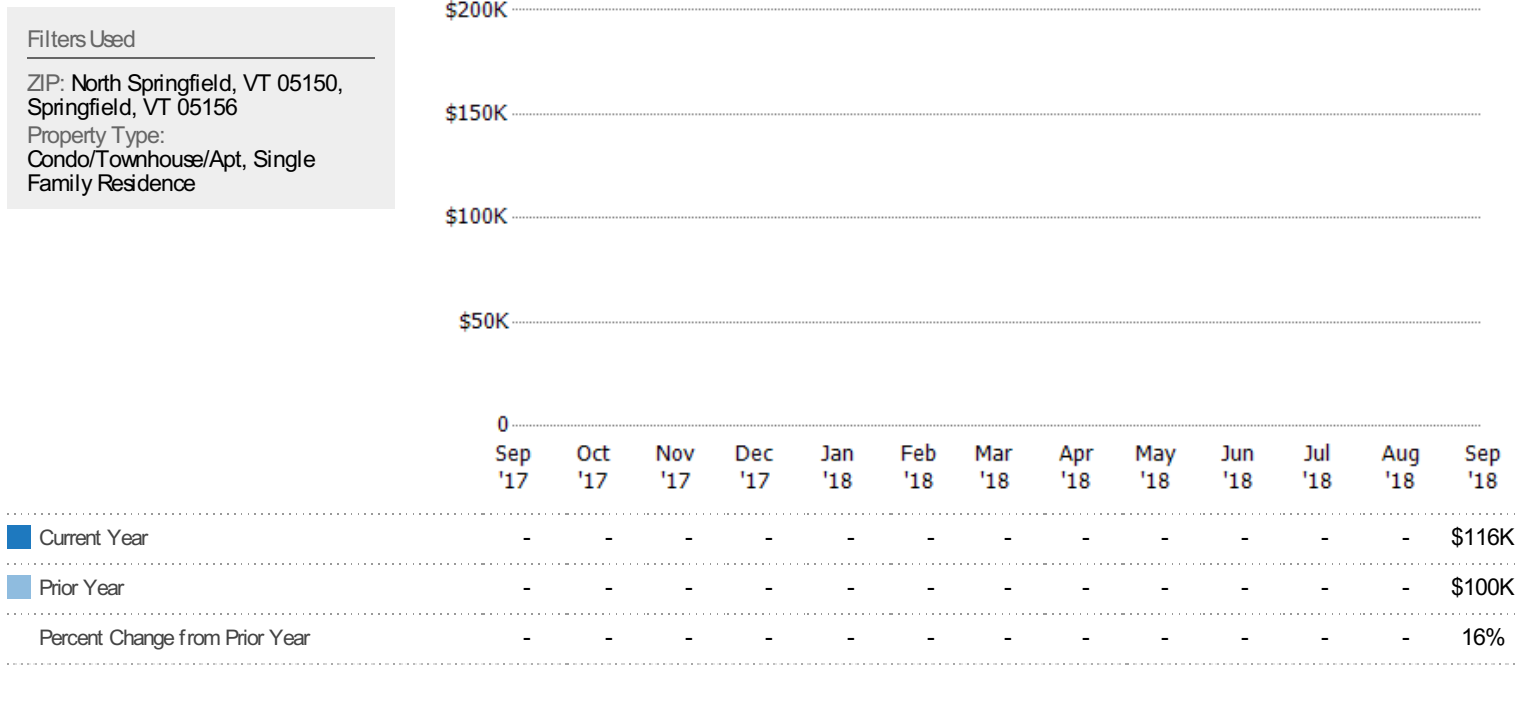 Filters Used
ZIP: North Springfield, VT 05150,
Springfield, VT 05156
Property Type:
Condo/Townhouse/Apt, Single
Family Residence
$200K
$150K
$100K
$50K
0
Sep Oct Nov Dec Jan Feb Mar Apr May Jun Jul Aug Sep
'17 '17 '17 '17 '18 '18 '18 '18 '18 '18 '18 '18 '18
Current Year - - - - - - - - - - - - $116K
Prior Year - - - - - - - - - - - - $100K
Percent Change from Prior Year - - - - - - - - - - - - 16%